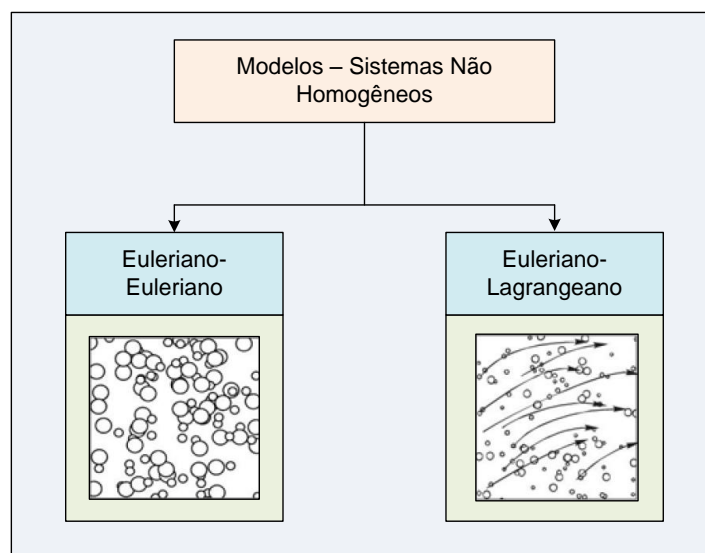 Modelos – Sistemas Não
Homogêneos
Euleriano-
Euleriano
Euleriano-
Lagrangeano